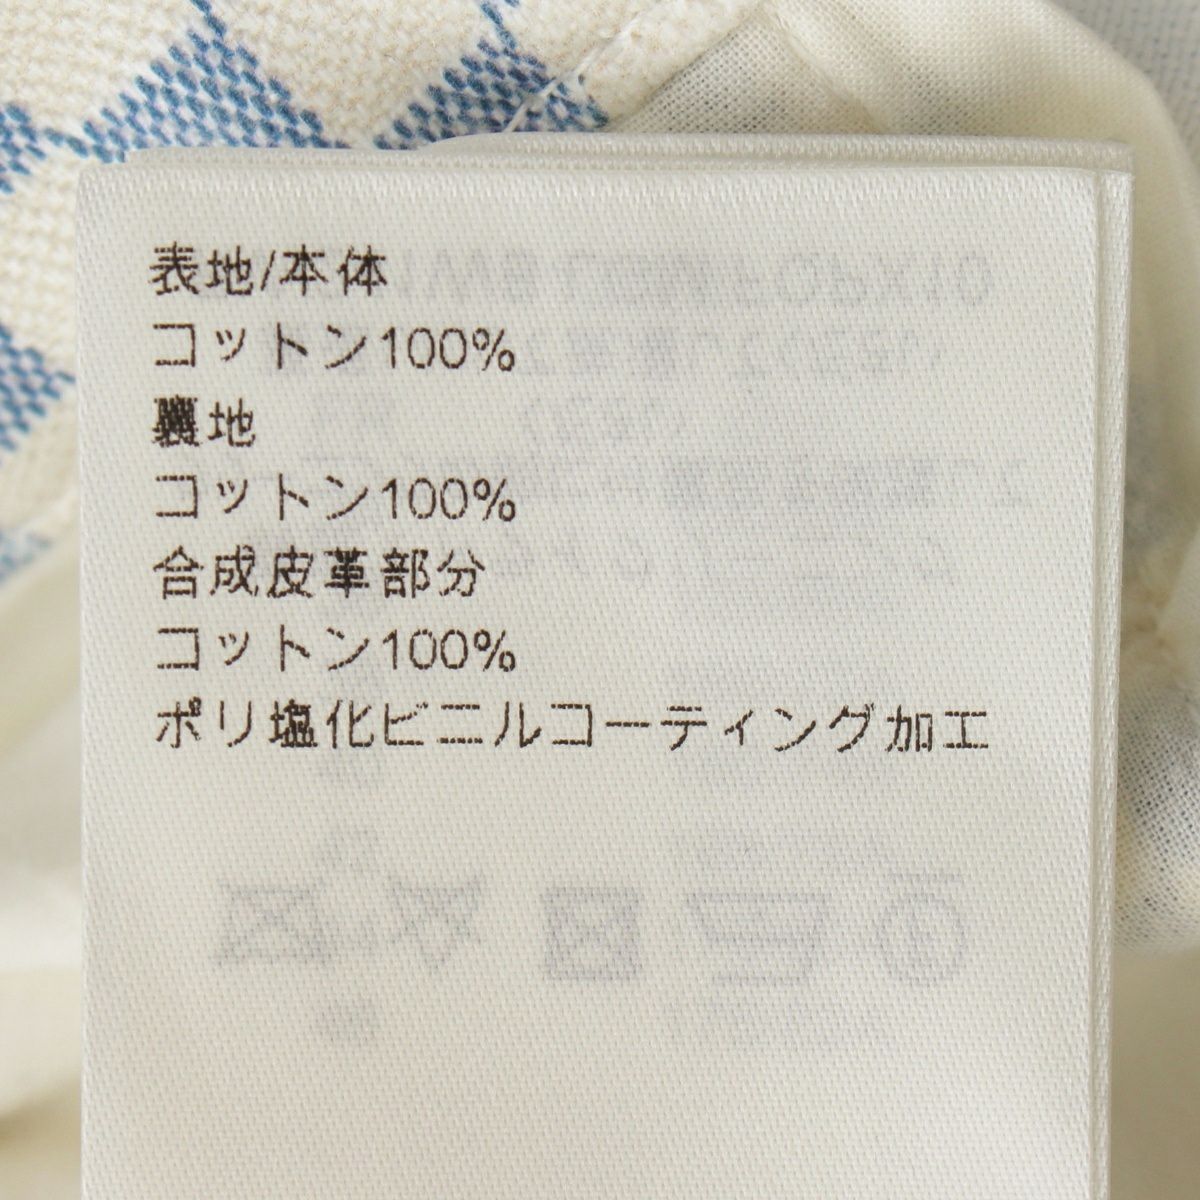 表地/本体
コットン100%
裏地
コットン100%
合成皮革部分
コットン100%
ポリ塩化ビニルコーティング加工